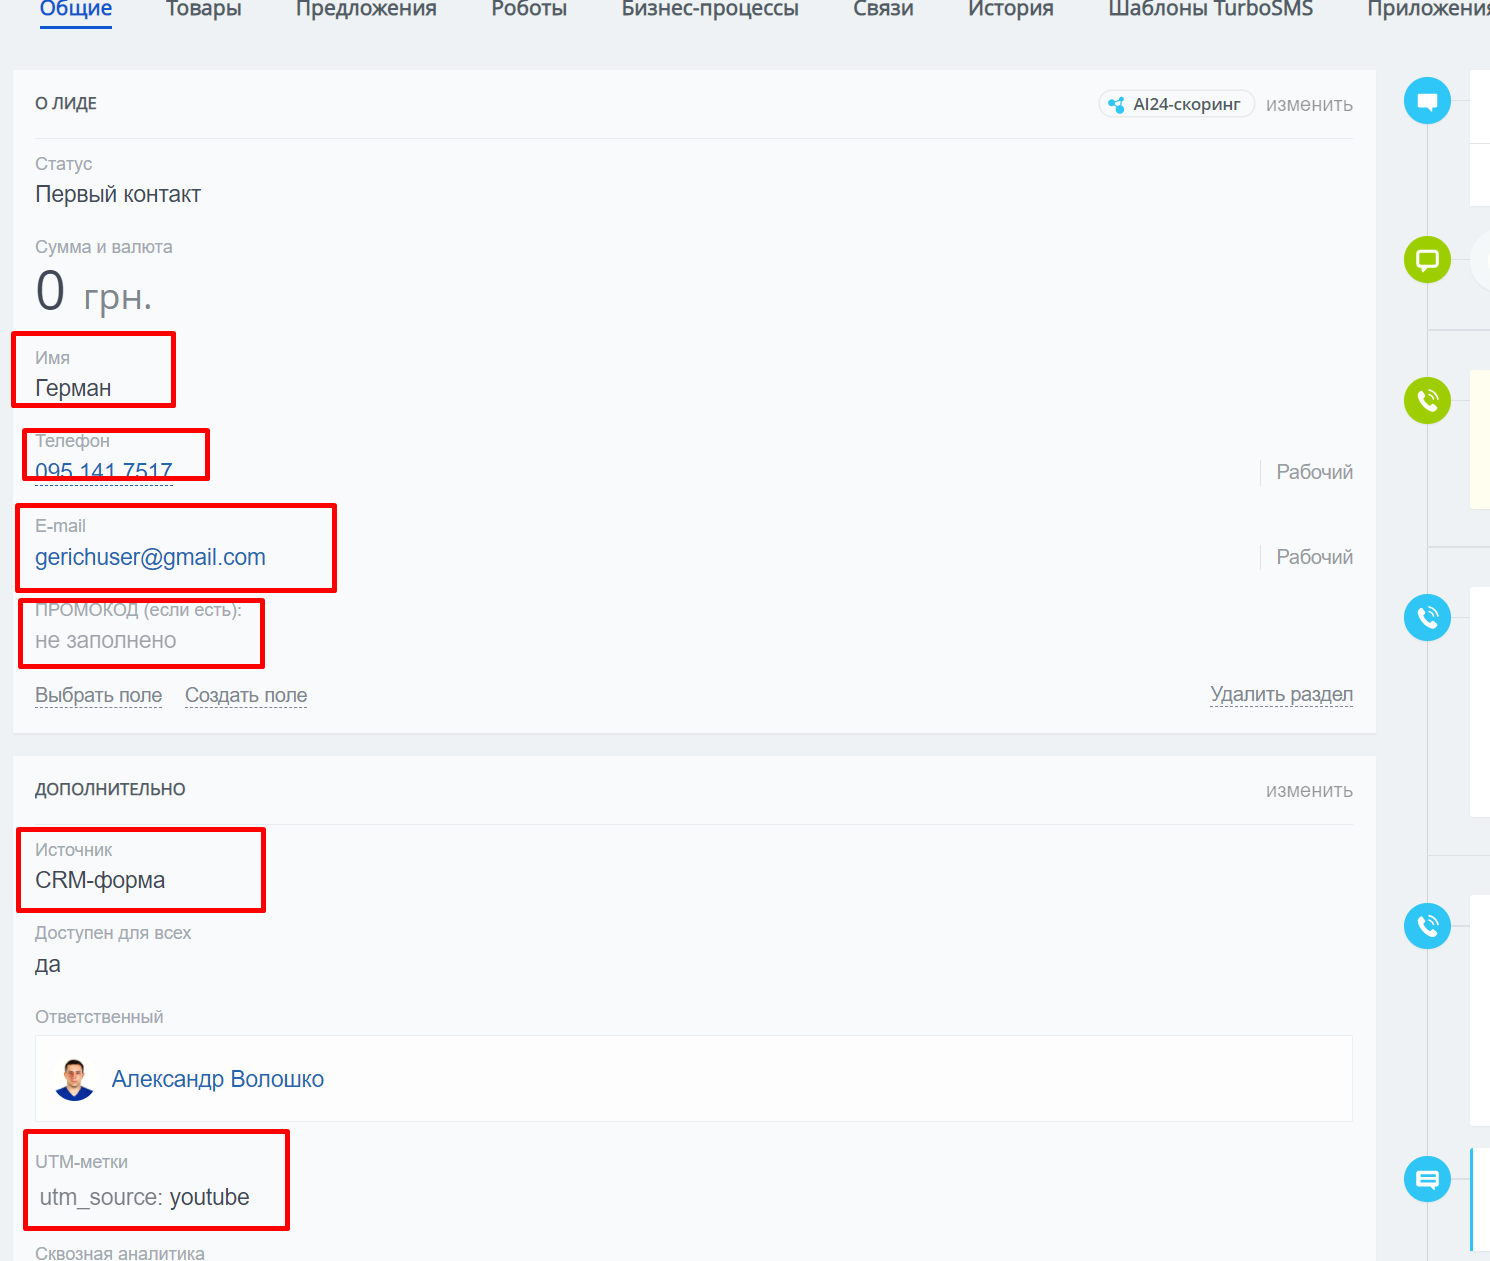 Общие Товары Предложения Роботы Бизнес-процессы Связи История Шаблоны TurboSMS Приложения
О ЛИДЕ AI24-скоринг изменить
Статус
Первый контакт
Сумма и валюта
0 грн.
Имя
Герман
Телефон
095 141 7517 Рабочий
E-mail
gerichuser@gmail.com Рабочий
ПРОМОКОД (если есть):
не заполнено
Выбрать поле Создать поле Удалить раздел
ДОПОЛНИТЕЛЬНО изменить
Источник
CRM-форма
Доступен для всех
да
Ответственный
Александр Волошко
UTM-метки
utm_source: youtube
Сквозная аналитика